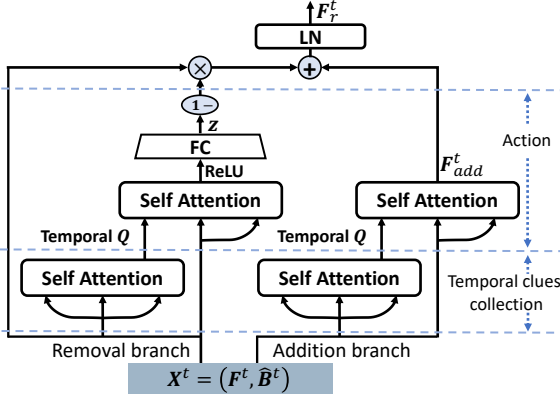 F_r^t
LN
× +
1 −
z
FC
ReLU
Action
F_add^t
Self Attention Self Attention
Temporal Q Temporal Q
Self Attention Self Attention
Temporal clues
collection
Removal branch Addition branch
X^t = (F^t, B̂^t)